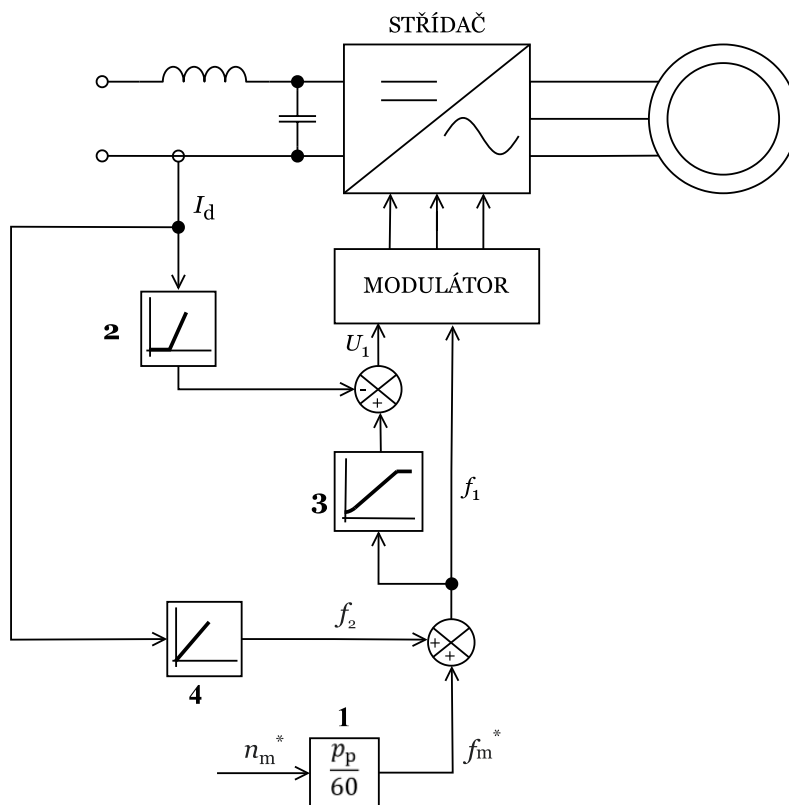 STŘÍDAČ
I_d
MODULÁTOR
2
U_1
-
+
3
f_1
f_2
+
+
4
1
n_m^*
p_p
60
f_m^*